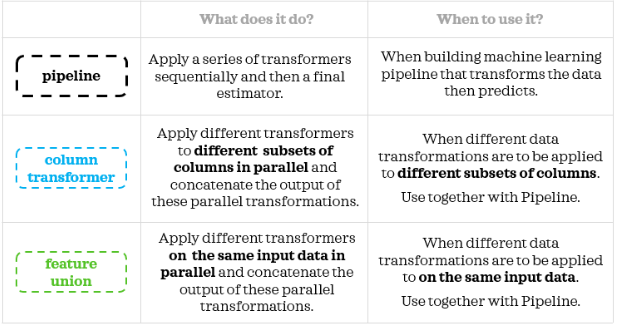 What does it do?
When to use it?
pipeline
Apply a series of transformers
sequentially and then a final
estimator.
When building machine learning
pipeline that transforms the data
then predicts.
column
transformer
Apply different transformers
to different subsets of
columns in parallel and
concatenate the output of
these parallel transformations.
When different data
transformations are to be applied
to different subsets of columns.
Use together with Pipeline.
feature
union
Apply different transformers
on the same input data in
parallel and concatenate the
output of these parallel
transformations.
When different data
transformations are to be applied
to on the same input data.
Use together with Pipeline.